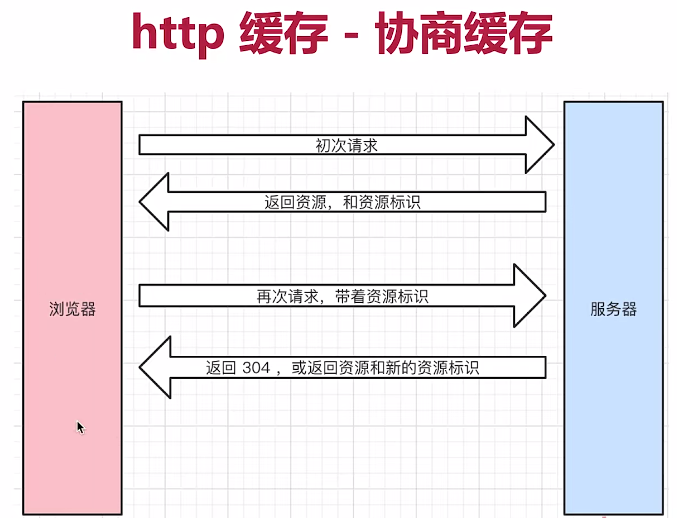 http 缓存 - 协商缓存
初次请求
返回资源，和资源标识
再次请求，带着资源标识
浏览器
服务器
返回 304 ，或返回资源和新的资源标识